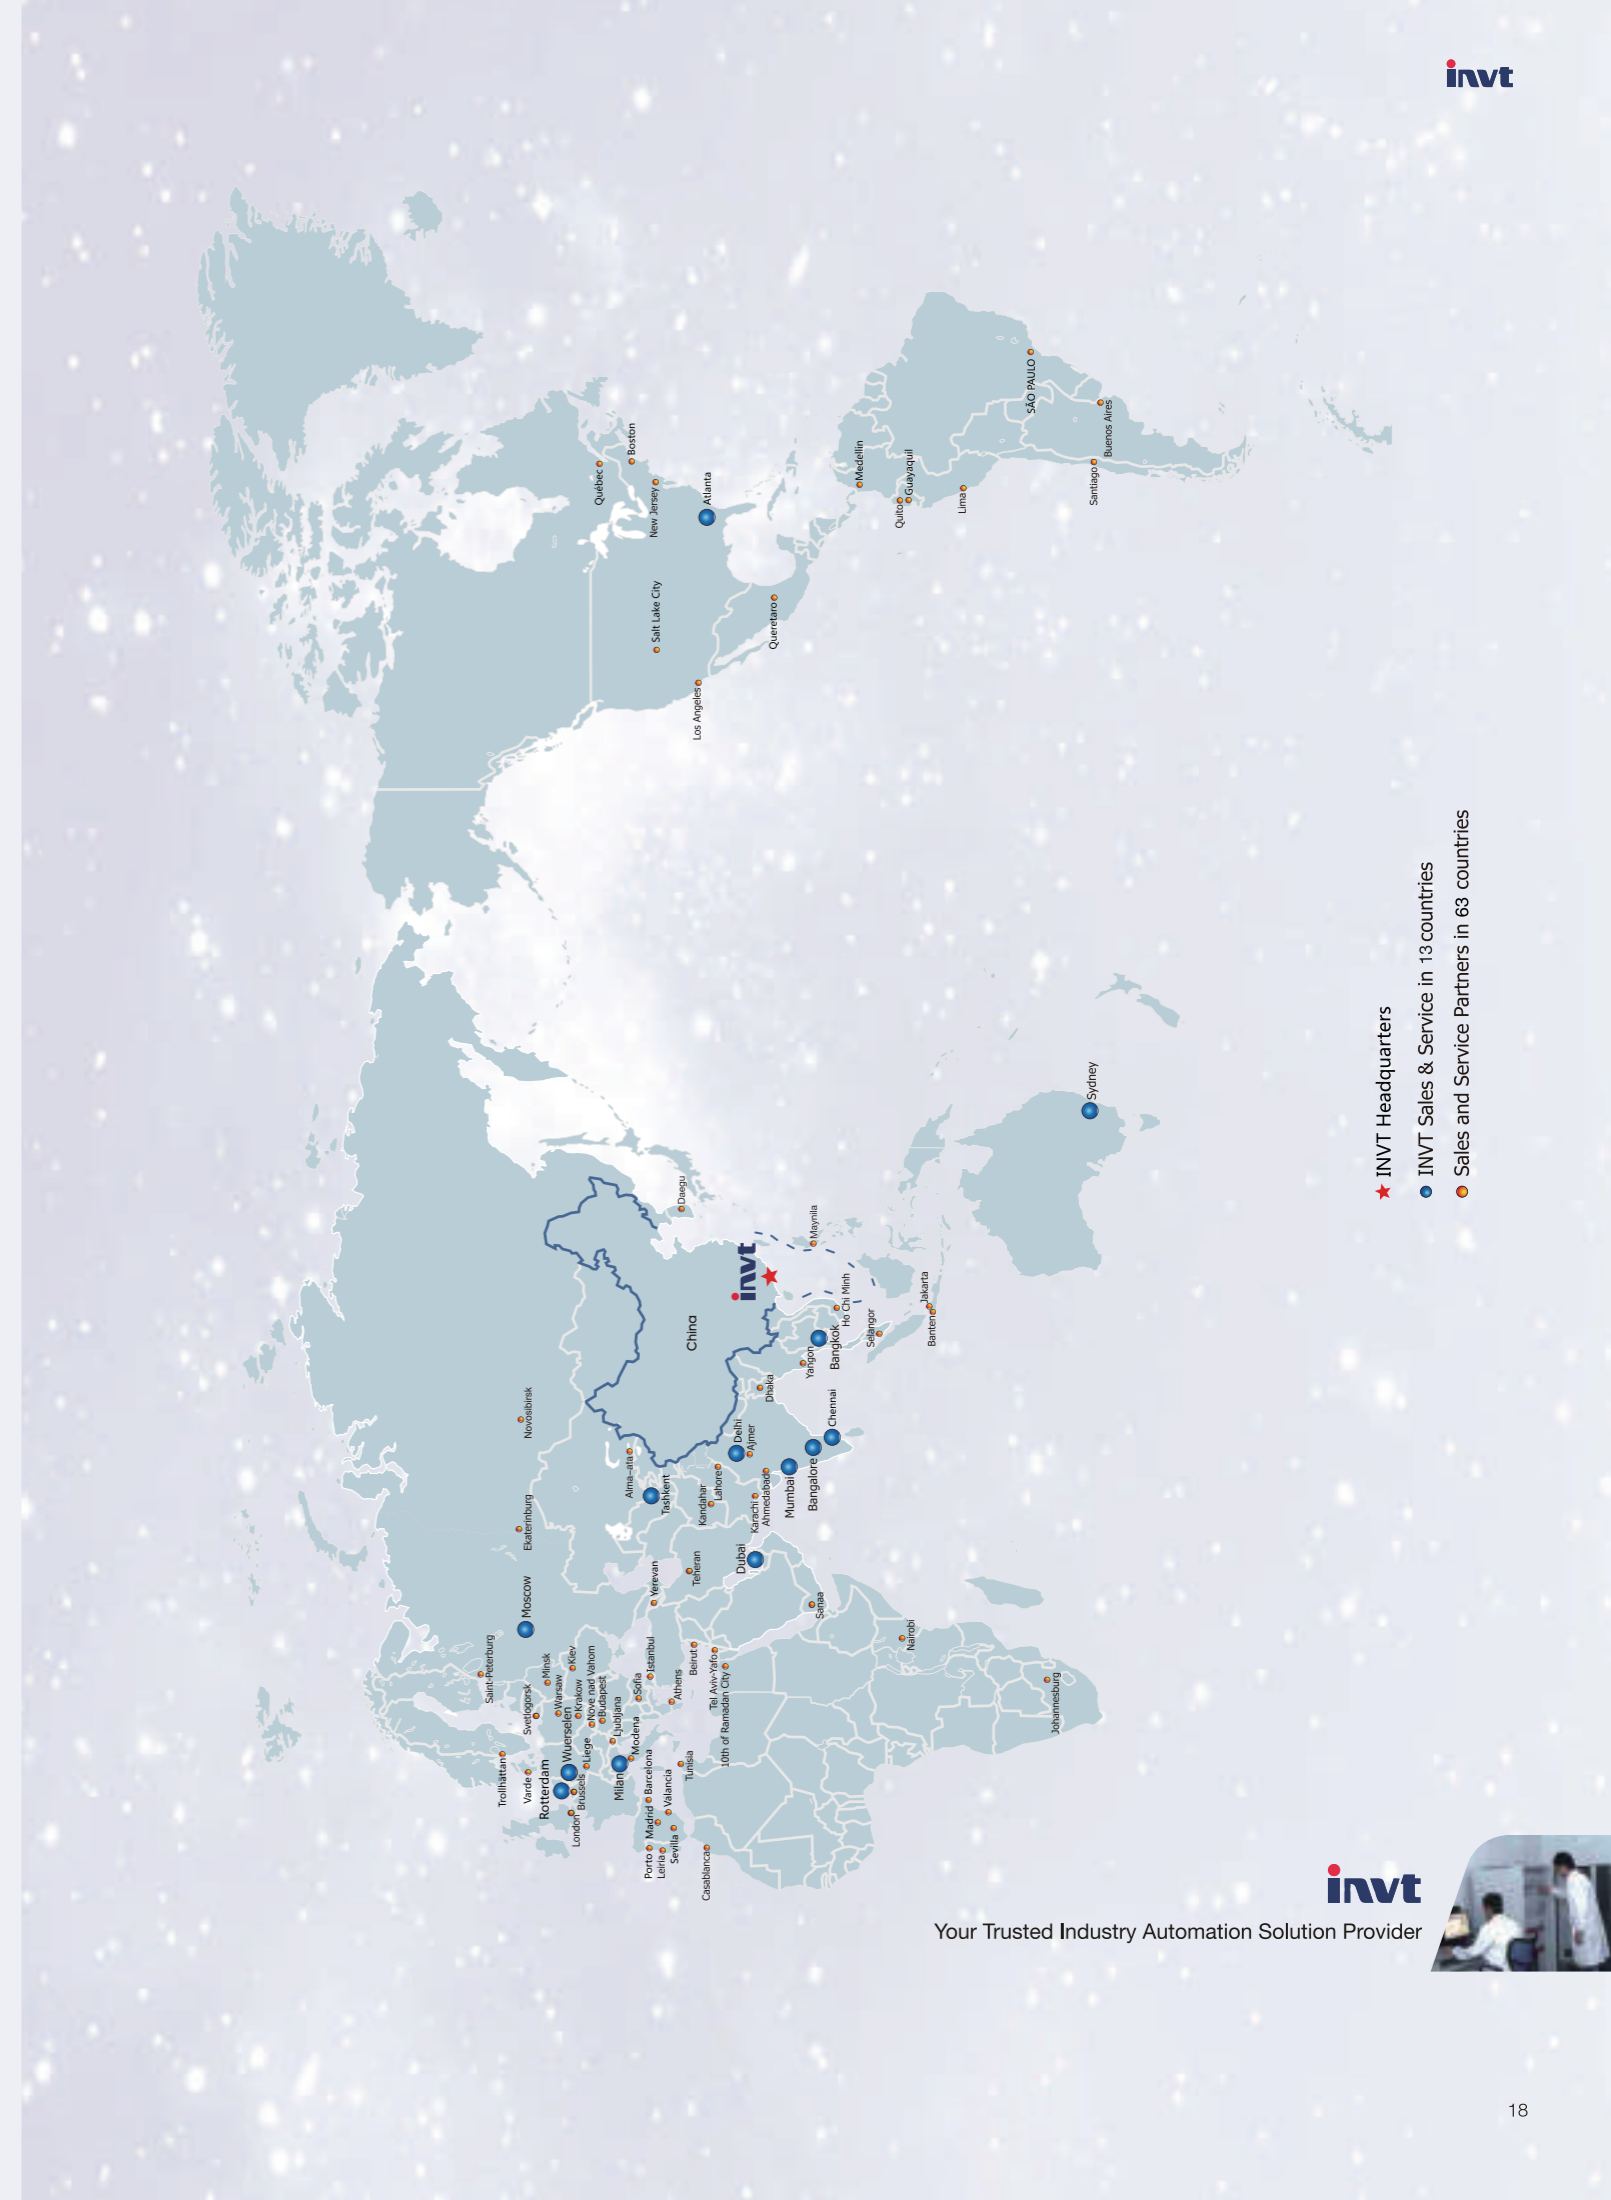 invt
Québec
Boston
New Jersey
Atlanta
Salt Lake City
Los Angeles
Queretaro
Medellin
Quito
Guayaquil
Lima
SÃO PAULO
Buenos Aires
Santiago
Sydney
Daegu
Maynila
invt
China
Ho Chi Minh
Jakarta
Banten
Selangor
Bangkok
Yangon
Dhaka
Chennai
Delhi
Ajmer
Novosibirsk
Alma-ata
Tashkent
Lahore
Kandahar
Karachi
Ahmedabad
Mumbai
Bangalore
Ekaterinburg
Dubai
Teheran
Yerevan
Moscow
Sanaa
Nairobi
Saint-Peterburg
Minsk
Kiev
Svetlogorsk
Warsaw
Krakow
Nove nad Vahom
Budapest
Istanbul
Sofia
Athens
Beirut
Tel Aviv-Yafo
10th of Ramadan City
Johannesburg
Ljubljana
Modena
Wuerselen
Liege
Trollhättan
Varde
Rotterdam
Brussels
London
Milan
Barcelona
Madrid
Valancia
Tunisia
Porto
Leiria
Sevilla
Casablanca
INVT Headquarters
INVT Sales & Service in 13 countries
Sales and Service Partners in 63 countries
invt
Your Trusted Industry Automation Solution Provider
18